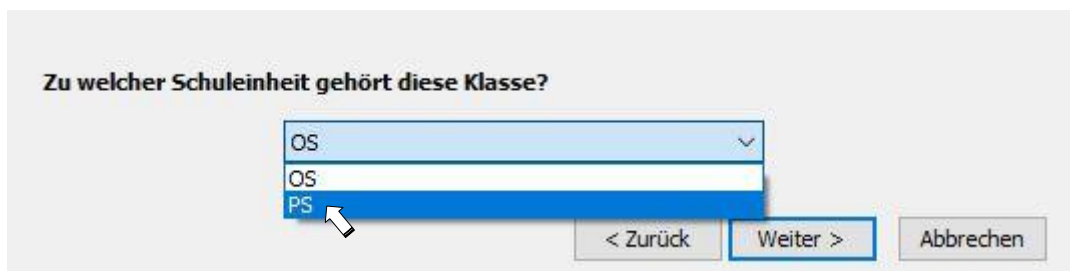 Zu welcher Schuleinheit gehört diese Klasse?
OS
OS
PS
< Zurück Weiter > Abbrechen